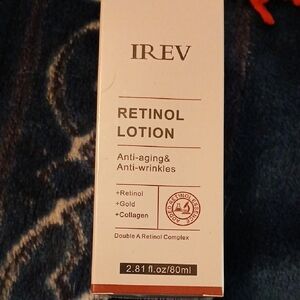 IREV
RETINOL
LOTION
Anti-aging&
Anti-wrinkles
+Retinol
+Gold
+Collagen
Double A Retinol Complex
2.81 fl.oz/80ml